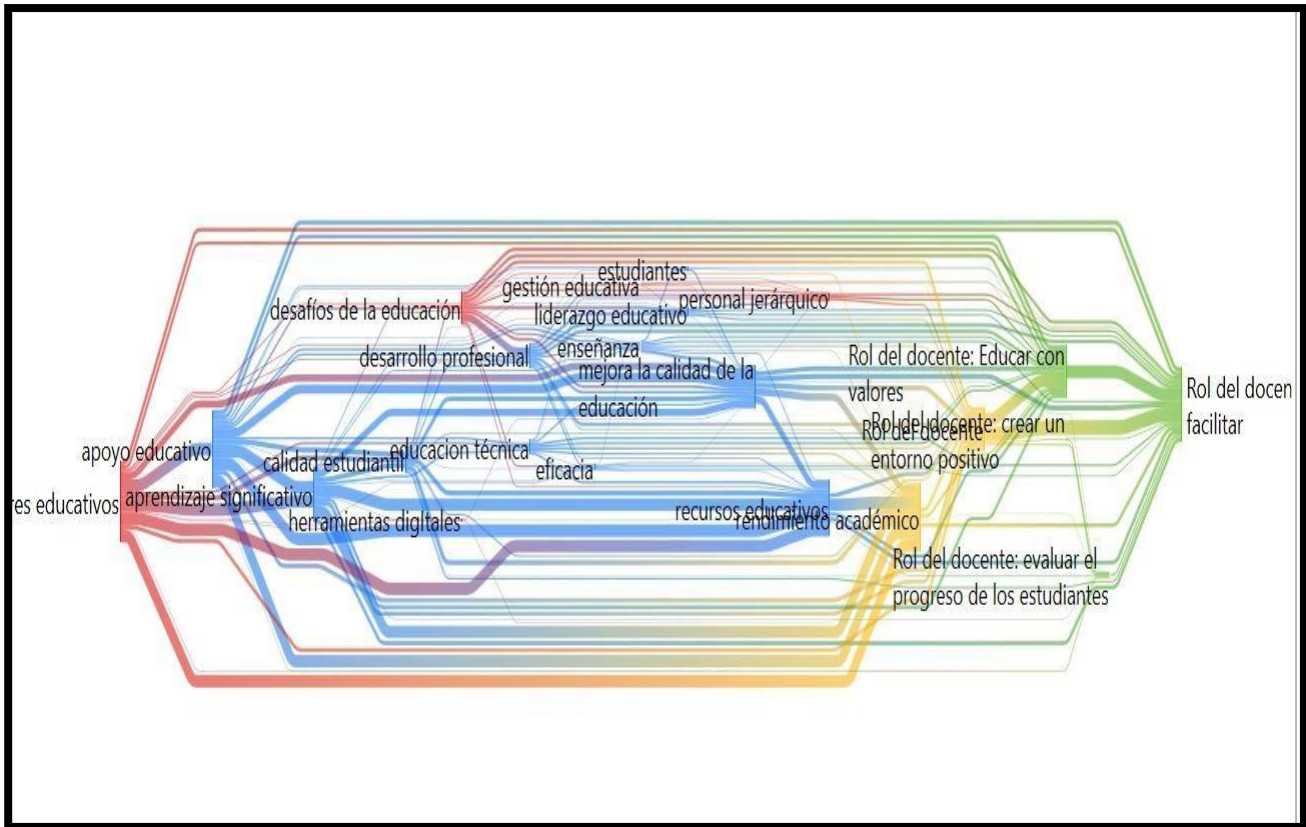 estudiantes
gestión educativa
personal jerárquico
desafíos de la educación
liderazgo educativo
enseñanza
desarrollo profesional
mejora la calidad de la
educación
Rol del docente: Educar con
valores
Rol del docente: crear un
entorno positivo
Rol del docente
Rol del docen
facilitar
apoyo educativo
calidad estudiantil
educacion técnica
eficacia
res educativos
aprendizaje significativo
herramientas digitales
recursos educativos
rendimiento académico
Rol del docente: evaluar el
progreso de los estudiantes